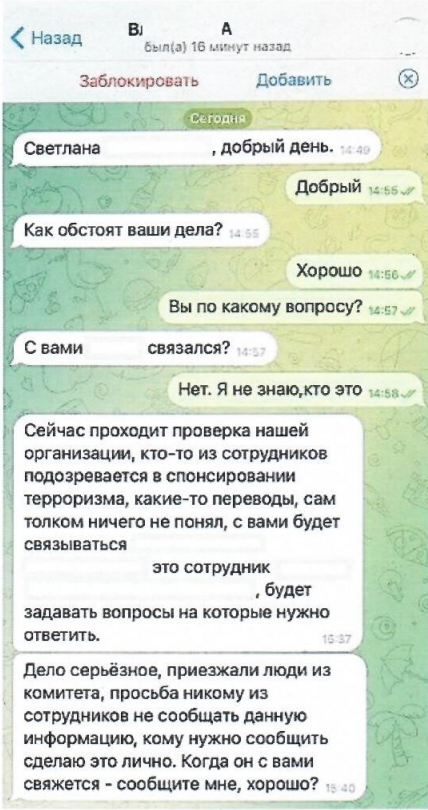 Назад
В А
был(а) 16 минут назад
Заблокировать Добавить
Сегодня
Светлана , добрый день. 14:49
Добрый 14:55
Как обстоят ваши дела? 14:55
Хорошо 14:56
Вы по какому вопросу? 14:57
С вами связался? 14:57
Нет. Я не знаю,кто это 14:58
Сейчас проходит проверка нашей
организации, кто-то из сотрудников
подозревается в спонсировании
терроризма, какие-то переводы, сам
толком ничего не понял, с вами будет
связываться
это сотрудник
, будет
задавать вопросы на которые нужно
ответить. 15:37
Дело серьёзное, приезжали люди из
комитета, просьба никому из
сотрудников не сообщать данную
информацию, кому нужно сообщить
сделаю это лично. Когда он с вами
свяжется - сообщите мне, хорошо? 15:40